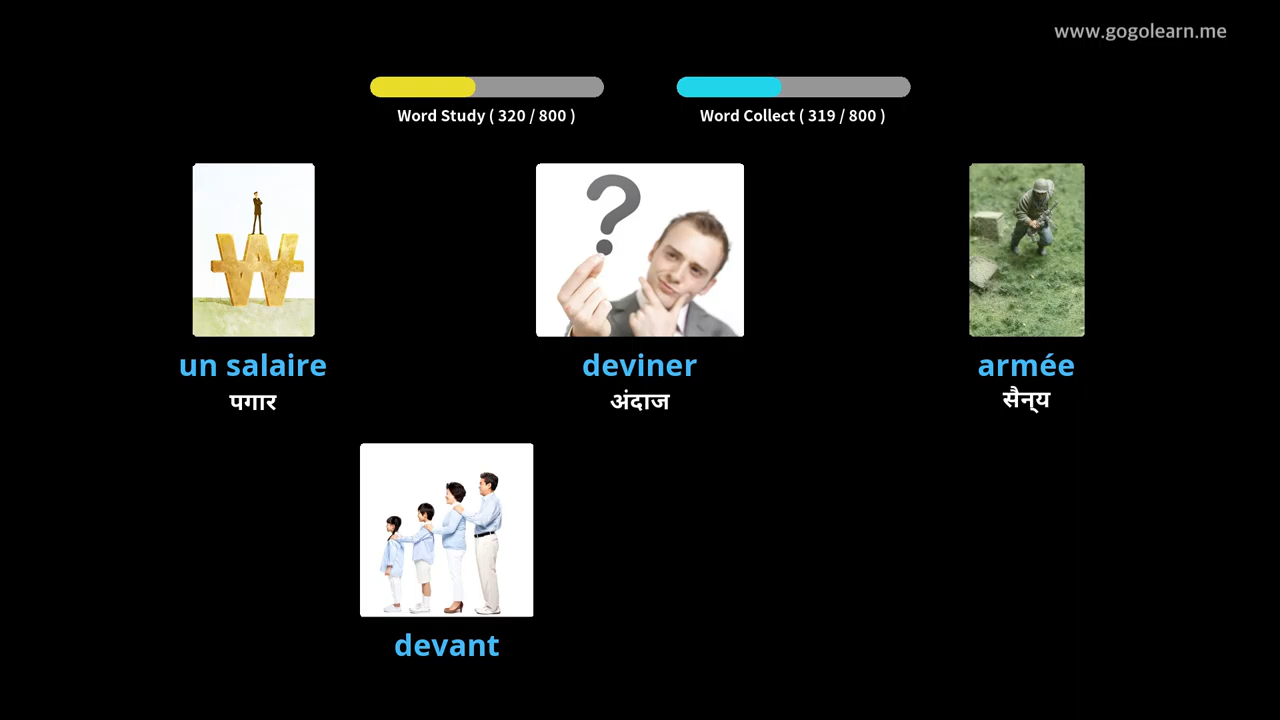 www.gogolearn.me
Word Study ( 320 / 800 )
Word Collect ( 319 / 800 )
un salaire
पगार
deviner
अंदाज
armée
सैन्‍य
devant